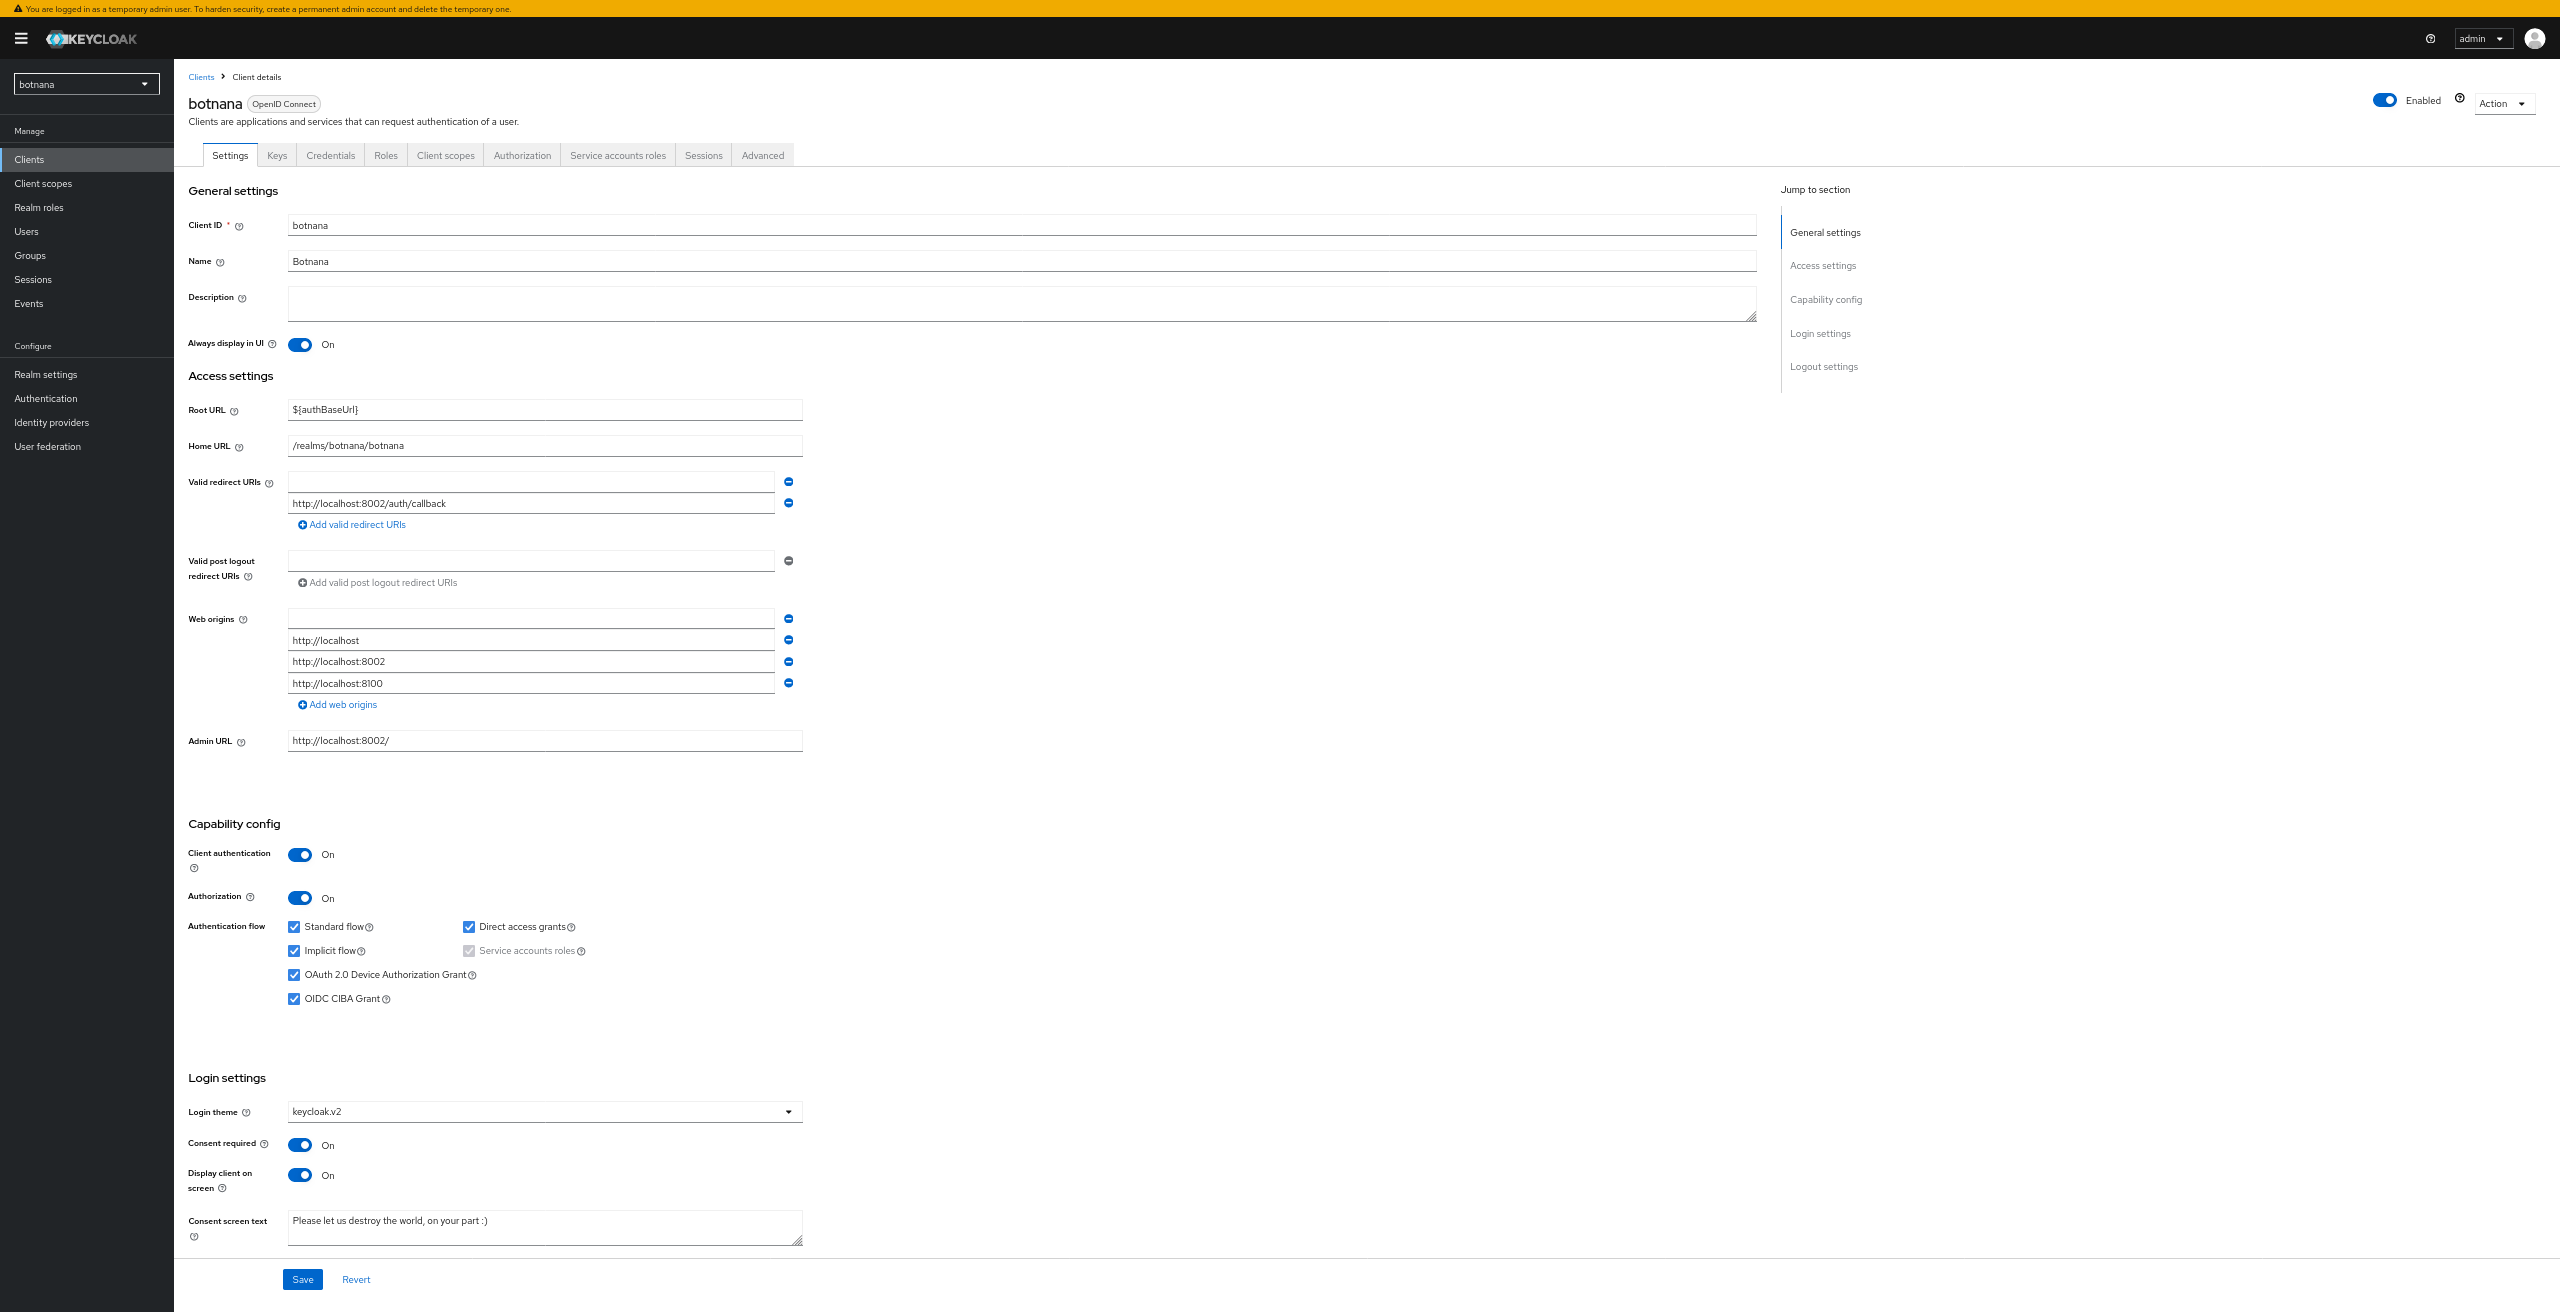 You are logged in as a temporary admin user. To harden security, create a permanent admin account and delete the temporary one.
KEYCLOAK
admin
botnana
Manage
Clients
Client scopes
Realm roles
Users
Groups
Sessions
Events
Configure
Realm settings
Authentication
Identity providers
User federation
Clients Client details
botnana OpenID Connect
Enabled
Action
Clients are applications and services that can request authentication of a user.
Settings Keys Credentials Roles Client scopes Authorization Service accounts roles Sessions Advanced
General settings
Client ID * botnana
Name Botnana
Description
Always display in UI On
Access settings
Root URL ${authBaseUrl}
Home URL /realms/botnana/botnana
Valid redirect URIs
http://localhost:8002/auth/callback
Add valid redirect URIs
Valid post logout
redirect URIs
Add valid post logout redirect URIs
Web origins
http://localhost
http://localhost:8002
http://localhost:8100
Add web origins
Admin URL http://localhost:8002/
Capability config
Client authentication On
Authorization On
Authentication flow Standard flow Direct access grants
Implicit flow Service accounts roles
OAuth 2.0 Device Authorization Grant
OIDC CIBA Grant
Login settings
Login theme keycloak.v2
Consent required On
Display client on
screen
On
Consent screen text Please let us destroy the world, on your part :)
Save Revert
Jump to section
General settings
Access settings
Capability config
Login settings
Logout settings